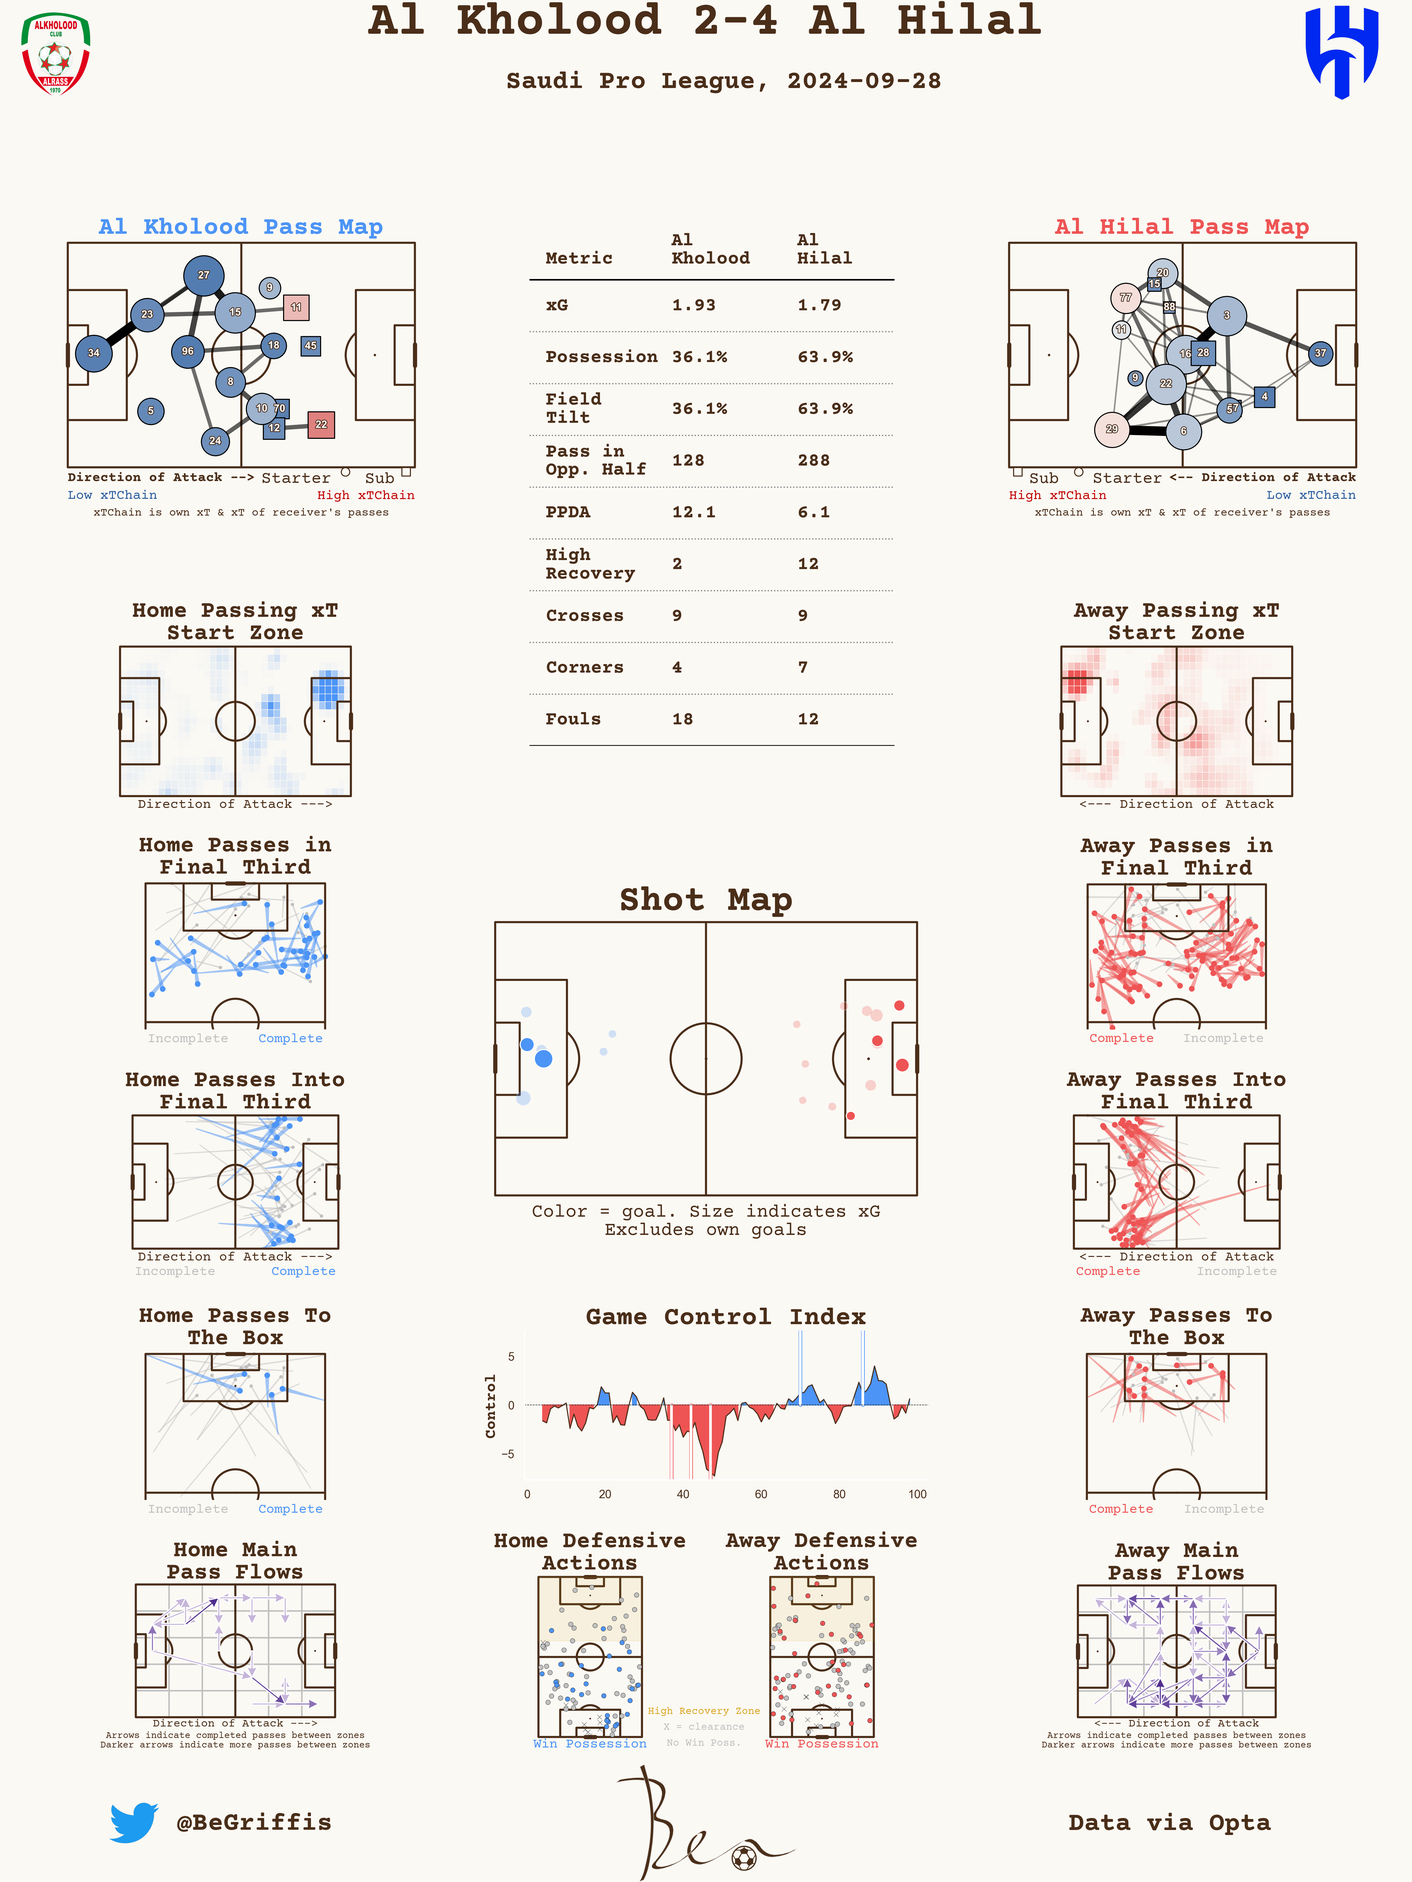 Al Kholood 2-4 Al Hilal
Saudi Pro League, 2024-09-28
ALKHOLOOD
CLUB
ALRASS
1970
Al Kholood Pass Map
27
9
11
23
15
34
96
18
45
8
5
10
70
12
22
24
Direction of Attack --> Starter Sub
Low xTChain High xTChain
xTChain is own xT & xT of receiver's passes
Metric Al Kholood Al Hilal
xG 1.93 1.79
Possession 36.1% 63.9%
Field Tilt 36.1% 63.9%
Pass in Opp. Half 128 288
PPDA 12.1 6.1
High Recovery 2 12
Crosses 9 9
Corners 4 7
Fouls 18 12
Al Hilal Pass Map
20
15
77
88
3
11
16
28
37
9
22
4
57
29
6
Sub Starter <-- Direction of Attack
High xTChain Low xTChain
xTChain is own xT & xT of receiver's passes
Home Passing xT
Start Zone
Direction of Attack --->
Away Passing xT
Start Zone
<--- Direction of Attack
Home Passes in
Final Third
Incomplete Complete
Away Passes in
Final Third
Complete Incomplete
Shot Map
Color = goal. Size indicates xG
Excludes own goals
Home Passes Into
Final Third
Direction of Attack --->
Incomplete Complete
Away Passes Into
Final Third
<--- Direction of Attack
Complete Incomplete
Home Passes To
The Box
Incomplete Complete
Game Control Index
Control
5
0
−5
0 20 40 60 80 100
Away Passes To
The Box
Complete Incomplete
Home Main
Pass Flows
Direction of Attack --->
Arrows indicate completed passes between zones
Darker arrows indicate more passes between zones
Home Defensive
Actions
Win Possession
High Recovery Zone
X = clearance
No Win Poss.
Away Defensive
Actions
Win Possession
Away Main
Pass Flows
<--- Direction of Attack
Arrows indicate completed passes between zones
Darker arrows indicate more passes between zones
@BeGriffis
Ben
Data via Opta